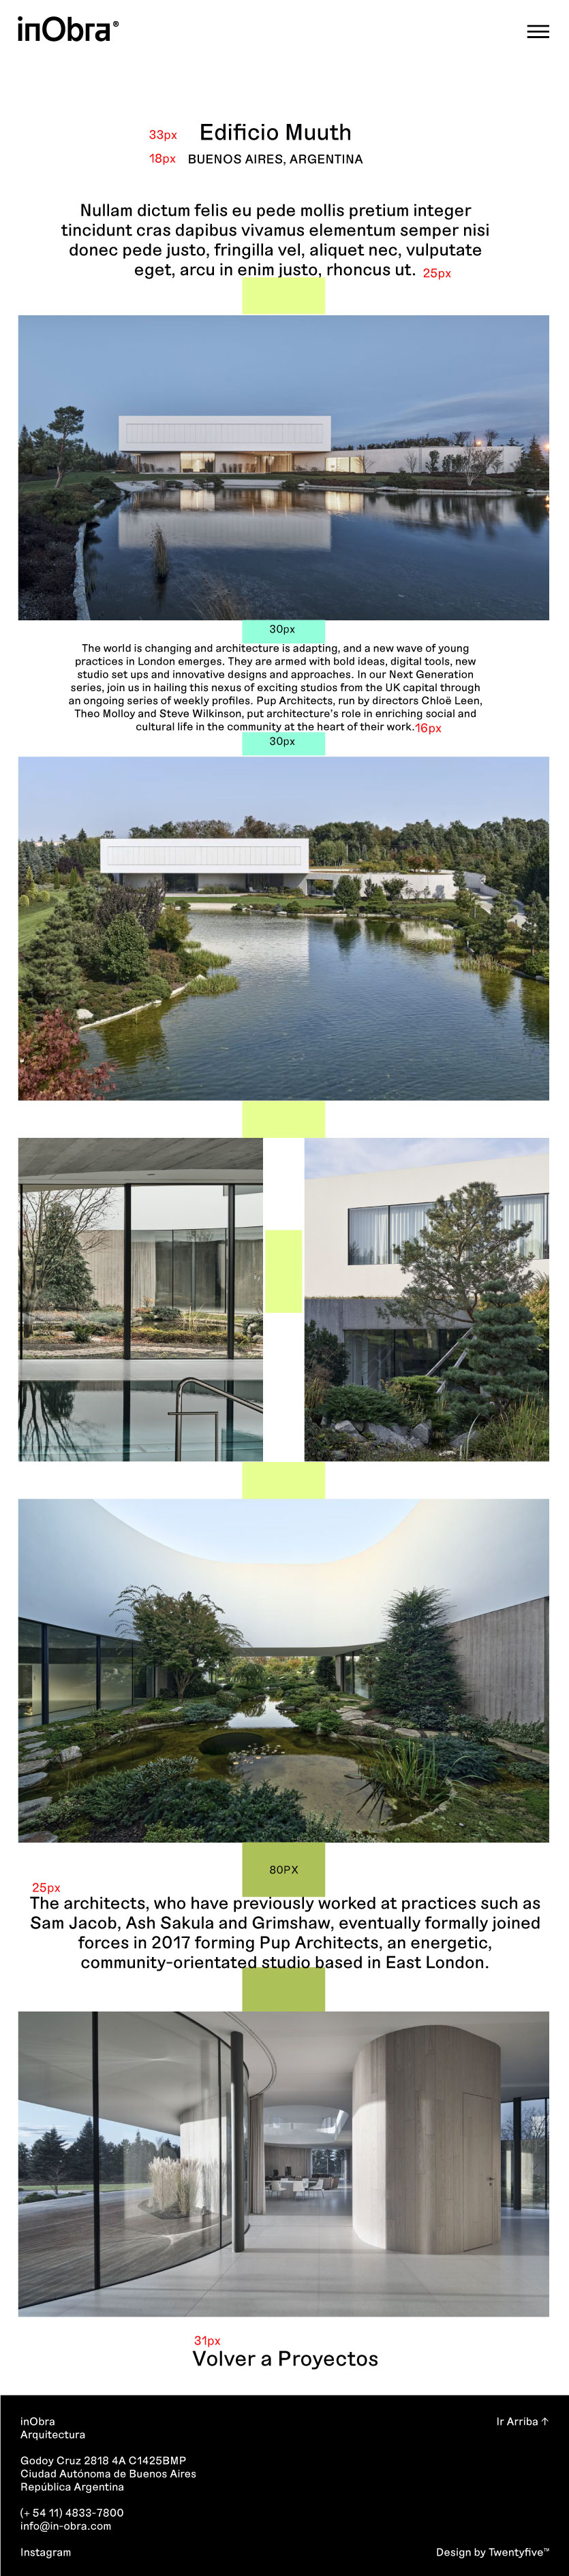 inObra®
33px Edificio Muuth
18px BUENOS AIRES, ARGENTINA
Nullam dictum felis eu pede mollis pretium integer
tincidunt cras dapibus vivamus elementum semper nisi
donec pede justo, fringilla vel, aliquet nec, vulputate
eget, arcu in enim justo, rhoncus ut. 25px
30px
The world is changing and architecture is adapting, and a new wave of young
practices in London emerges. They are armed with bold ideas, digital tools, new
studio set ups and innovative designs and approaches. In our Next Generation
series, join us in hailing this nexus of exciting studios from the UK capital through
an ongoing series of weekly profiles. Pup Architects, run by directors Chloë Leen,
Theo Molloy and Steve Wilkinson, put architecture's role in enriching social and
cultural life in the community at the heart of their work. 16px
30px
80PX
25px
The architects, who have previously worked at practices such as
Sam Jacob, Ash Sakula and Grimshaw, eventually formally joined
forces in 2017 forming Pup Architects, an energetic,
community-orientated studio based in East London.
31px
Volver a Proyectos
inObra
Arquitectura
Ir Arriba ↑
Godoy Cruz 2818 4A C1425BMP
Ciudad Autónoma de Buenos Aires
República Argentina
(+ 54 11) 4833-7800
info@in-obra.com
Instagram
Design by Twentyfive™